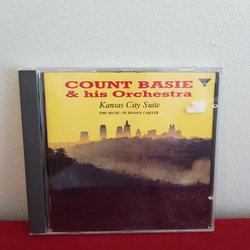 COUNT BASIE
& his Orchestra
Kansas City Suite
THE MUSIC OF BENNY CARTER